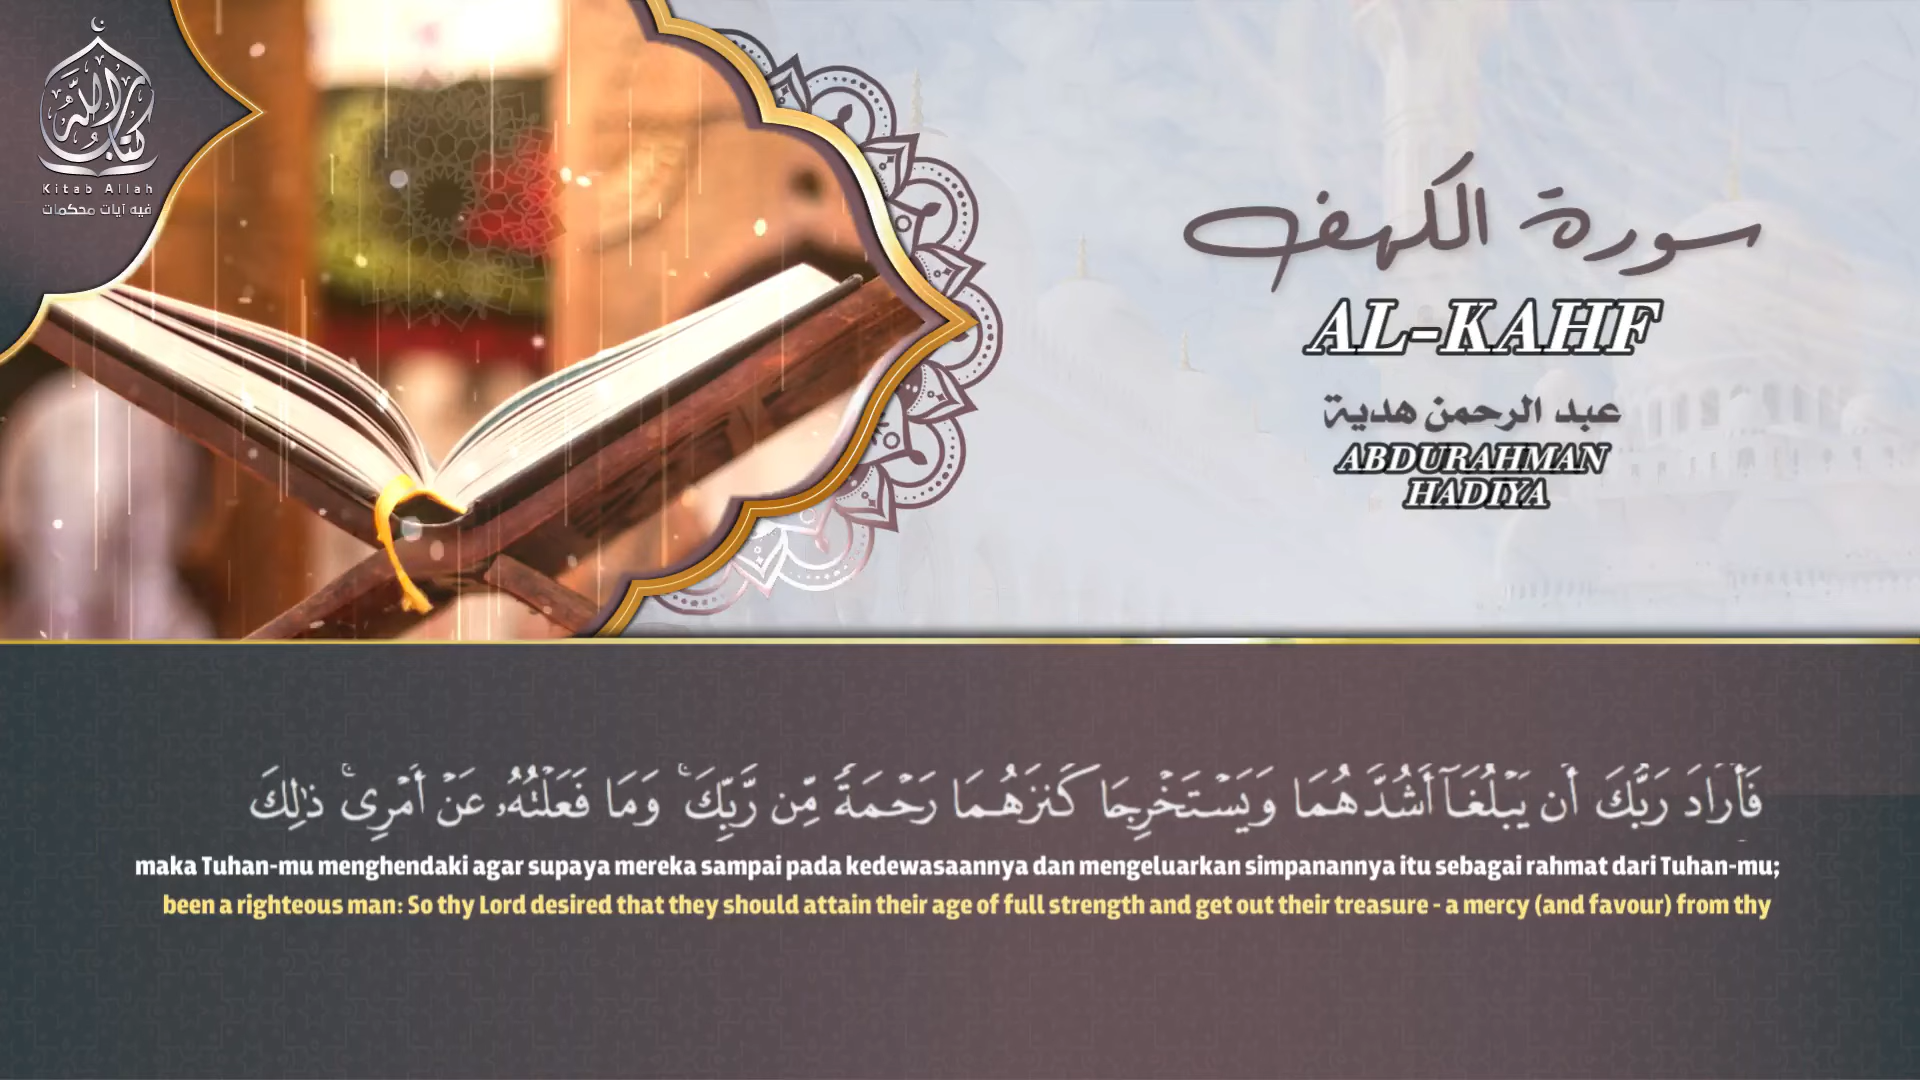 كتاب الله
Kitab Allah
فيه آيات محكمات
سورة الكهف
AL-KAHF
عبد الرحمن هدية
ABDURAHMAN
HADIYA
فَأَرَادَ رَبُّكَ أَن يَبْلُغَآ أَشُدَّهُمَا وَيَسْتَخْرِجَا كَنزَهُمَا رَحْمَةً مِّن رَّبِّكَ ۚ وَمَا فَعَلْتُهُۥ عَنْ أَمْرِى ۚ ذَٰلِكَ
maka Tuhan-mu menghendaki agar supaya mereka sampai pada kedewasaannya dan mengeluarkan simpanannya itu sebagai rahmat dari Tuhan-mu;
been a righteous man: So thy Lord desired that they should attain their age of full strength and get out their treasure - a mercy (and favour) from thy